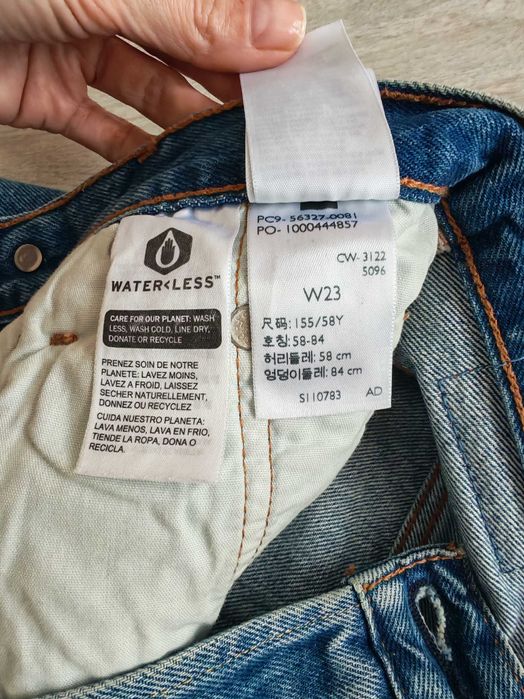 WATER<LESS™
CARE FOR OUR PLANET: WASH
LESS, WASH COLD, LINE DRY,
DONATE OR RECYCLE
PRENEZ SOIN DE NOTRE
PLANETE: LAVEZ MOINS,
LAVEZ A FROID, LAISSEZ
SECHER NATURELLEMENT,
DONNEZ OU RECYCLEZ
CUIDA NUESTRO PLANETA:
LAVA MENOS, LAVA EN FRIO,
TIENDE LA ROPA, DONA O
RECICLA.
PC9- 56327-0081
PO- 1000444857
CW- 3122
5096
W23
尺码: 155/58Y
호칭: 58-84
허리둘레: 58 cm
엉덩이둘레: 84 cm
S110783 AD